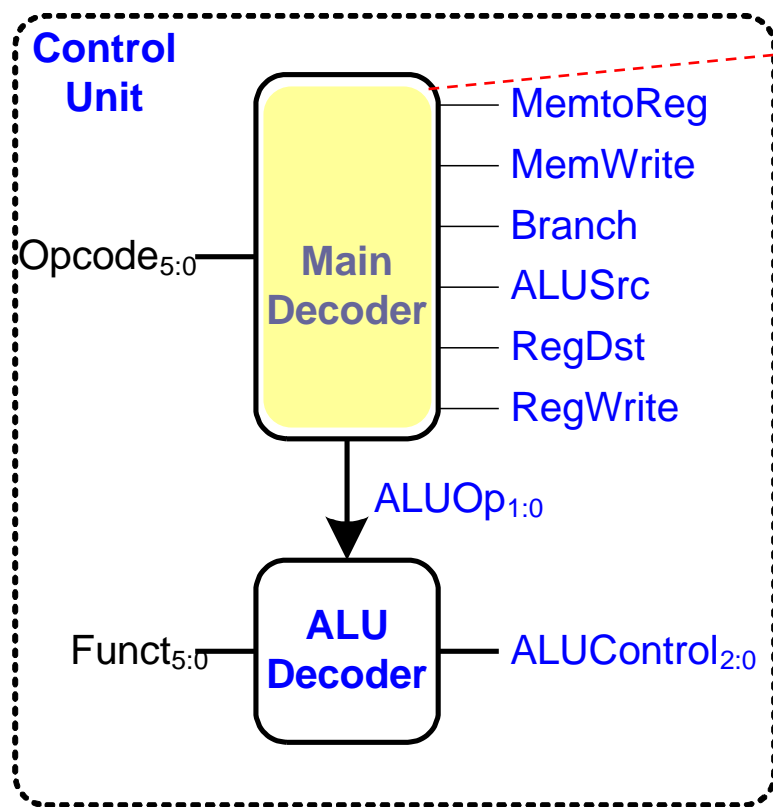 Control
Unit
MemtoReg
MemWrite
Branch
Opcode5:0
Main
Decoder
ALUSrc
RegDst
RegWrite
ALUOp1:0
ALU
Decoder
Funct5:0
ALUControl2:0